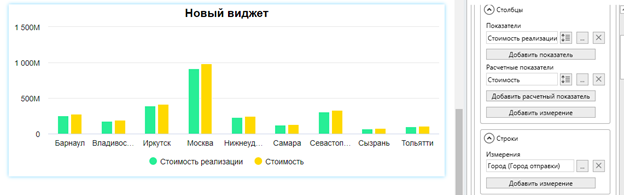 Новый виджет
1 500M
1 000M
500M
0
Барнаул Владивос... Иркутск Москва Нижнеуд... Самара Севастоп... Сызрань Тольятти
Стоимость реализации Стоимость
Столбцы
Показатели
Стоимость реализации ...
Добавить показатель
Расчетные показатели
Стоимость ...
Добавить расчетный показатель
Добавить измерение
Строки
Измерения
Город (Город отправки) ...
Добавить измерение